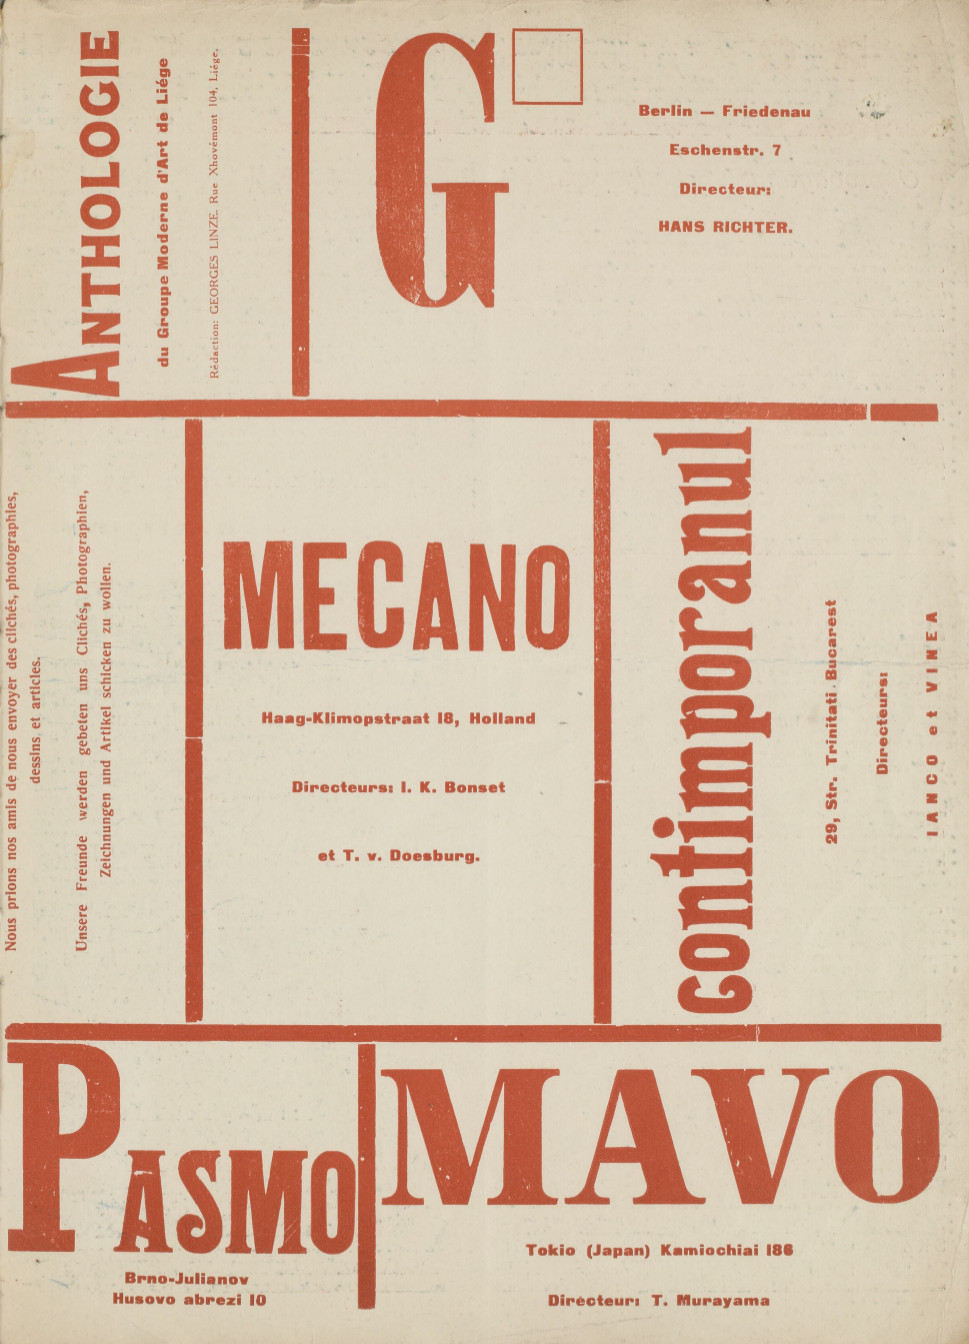 ANTHOLOGIE
du Groupe Moderne d'Art de Liége
Rédaction: GEORGES LINZE. Rue Xhovémont 104, Liége.
G
Berlin — Friedenau
Eschenstr. 7
Directeur:
HANS RICHTER.
Nous prions nos amis de nous envoyer des clichés, photographies,
dessins et articles.
Unsere Freunde werden gebeten uns Clichés, Photographien,
Zeichnungen und Artikel schicken zu wollen.
MECANO
Haag-Klimopstraat 18, Holland
Directeurs: I. K. Bonset
et T. v. Doesburg.
contimporanul
29, Str. Trinitati Bucarest
Directeurs:
IANCO et VINEA
PASMO
Brno-Julianov
Husovo abrezi 10
MAVO
Tokio (Japan) Kamiochiai 186
Directeur: T. Murayama